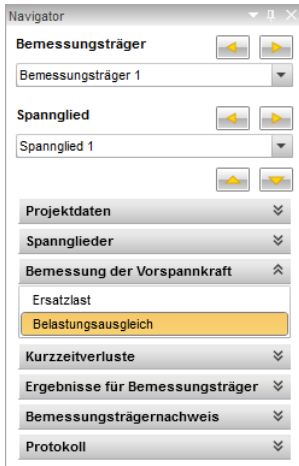 Navigator
Bemessungsträger
Bemessungsträger 1
Spannglied
Spannglied 1
Projektdaten
Spannglieder
Bemessung der Vorspannkraft
Ersatzlast
Belastungsausgleich
Kurzzeitverluste
Ergebnisse für Bemessungsträger
Bemessungsträgernachweis
Protokoll